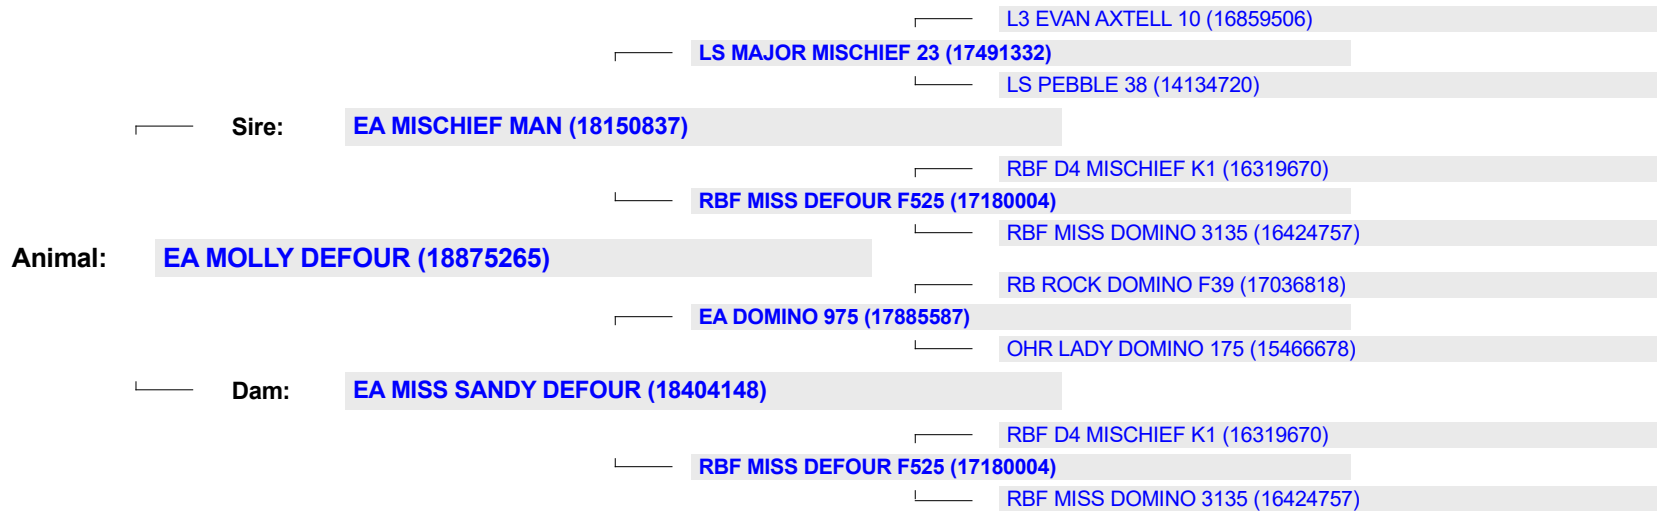 L3 EVAN AXTELL 10 (16859506)
LS MAJOR MISCHIEF 23 (17491332)
LS PEBBLE 38 (14134720)
Sire: EA MISCHIEF MAN (18150837)
RBF D4 MISCHIEF K1 (16319670)
RBF MISS DEFOUR F525 (17180004)
RBF MISS DOMINO 3135 (16424757)
Animal: EA MOLLY DEFOUR (18875265)
RB ROCK DOMINO F39 (17036818)
EA DOMINO 975 (17885587)
OHR LADY DOMINO 175 (15466678)
Dam: EA MISS SANDY DEFOUR (18404148)
RBF D4 MISCHIEF K1 (16319670)
RBF MISS DEFOUR F525 (17180004)
RBF MISS DOMINO 3135 (16424757)